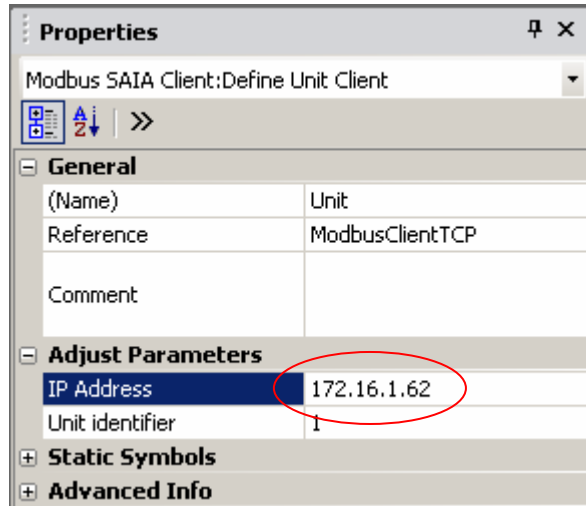 Properties
Modbus SAIA Client:Define Unit Client
General
(Name) Unit
Reference ModbusClientTCP
Comment
Adjust Parameters
IP Address 172.16.1.62
Unit identifier 1
Static Symbols
Advanced Info